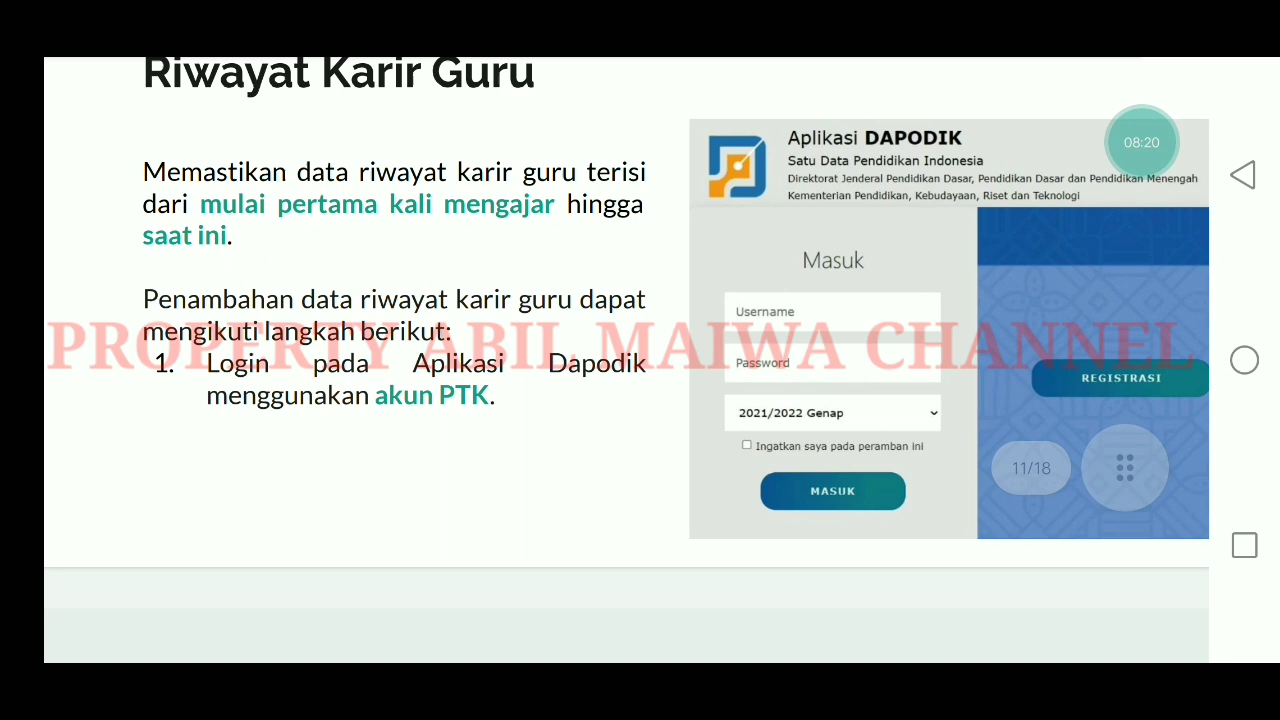 Riwayat Karir Guru
Memastikan data riwayat karir guru terisi
dari mulai pertama kali mengajar hingga
saat ini.
Penambahan data riwayat karir guru dapat
mengikuti langkah berikut:
1. Login pada Aplikasi Dapodik
menggunakan akun PTK.
PROPERTY ABIL MAIWA CHANNEL
Aplikasi DAPODIK
Satu Data Pendidikan Indonesia
Direktorat Jenderal Pendidikan Dasar, Pendidikan Dasar dan Pendidikan Menengah
Kementerian Pendidikan, Kebudayaan, Riset dan Teknologi
08:20
Masuk
Username
Password
2021/2022 Genap
Ingatkan saya pada peramban ini
MASUK
REGISTRASI
11/18